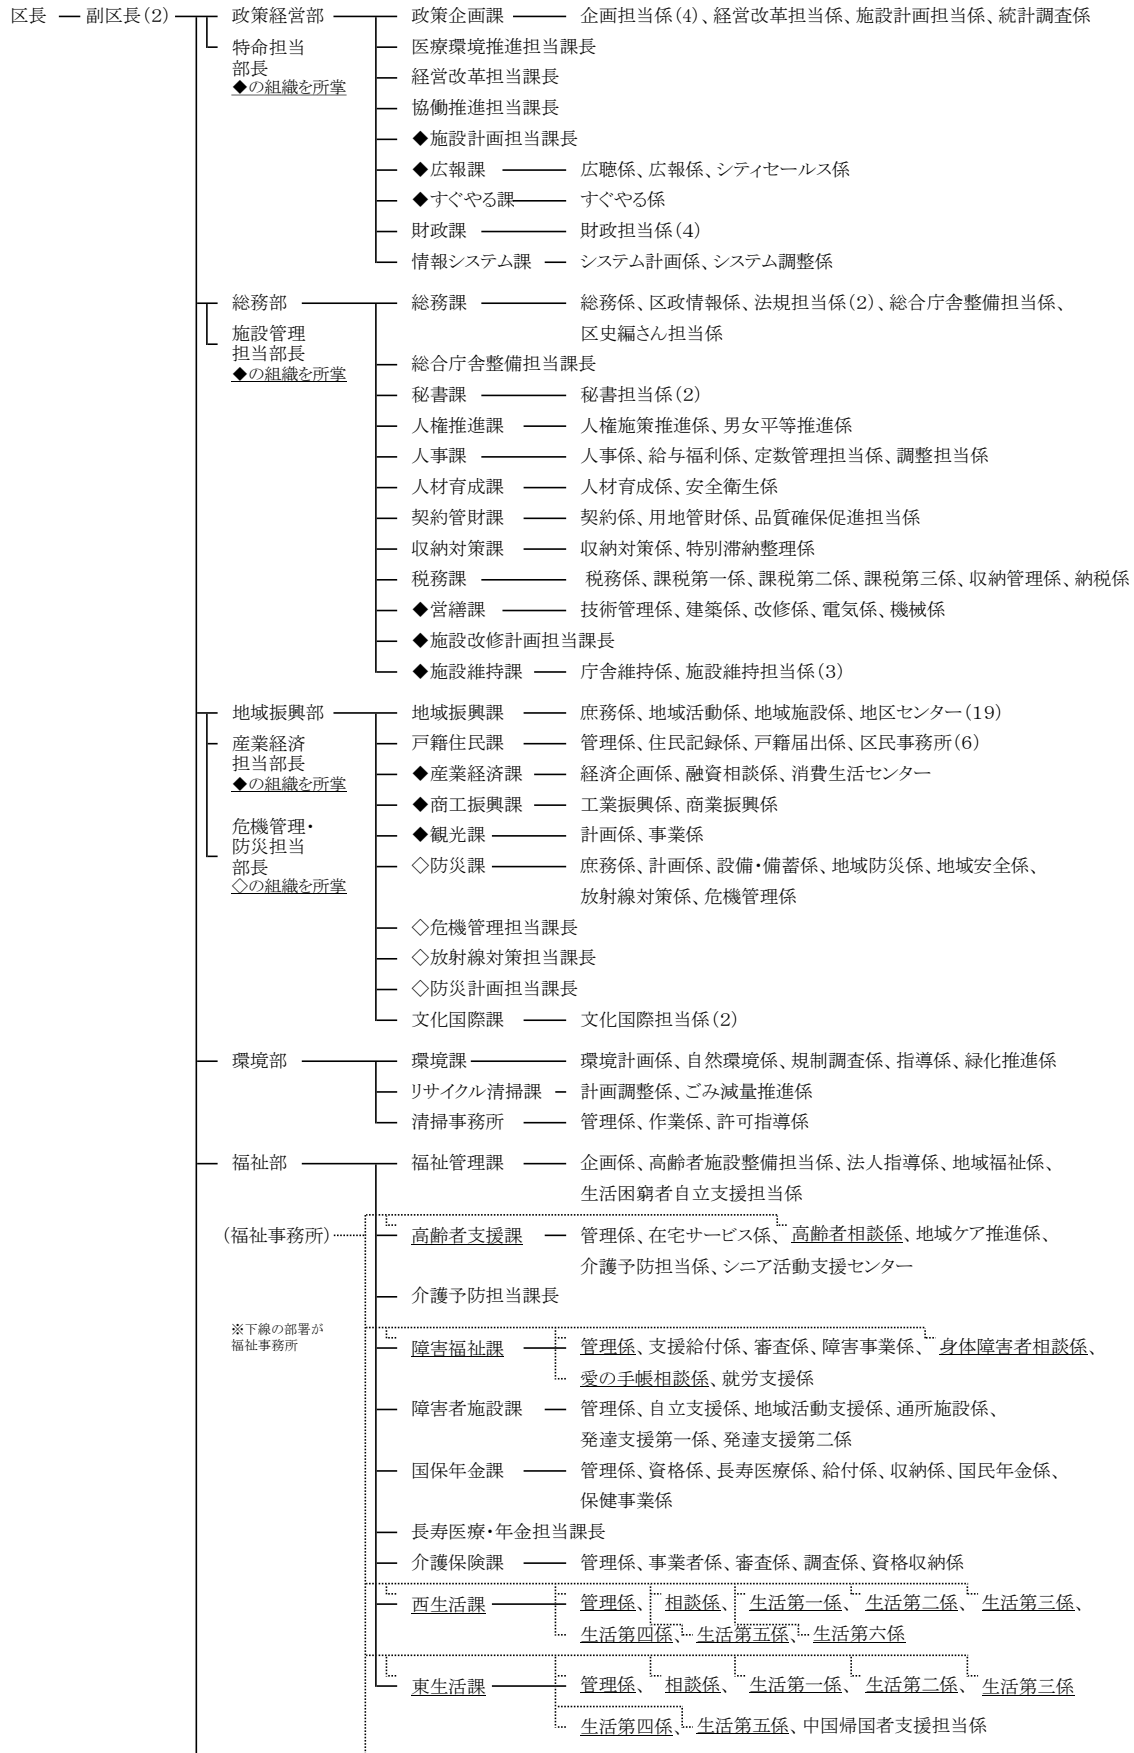 区長 副区長(2) 政策経営部 政策企画課 企画担当係(4)、経営改革担当係、施設計画担当係、統計調査係
特命担当
部長
◆の組織を所掌
医療環境推進担当課長
経営改革担当課長
協働推進担当課長
◆施設計画担当課長
◆広報課 広聴係、広報係、シティセールス係
◆すぐやる課 すぐやる係
財政課 財政担当係(4)
情報システム課 システム計画係、システム調整係
総務部 総務課 総務係、区政情報係、法規担当係(2)、総合庁舎整備担当係、
区史編さん担当係
施設管理
担当部長
◆の組織を所掌
総合庁舎整備担当課長
秘書課 秘書担当係(2)
人権推進課 人権施策推進係、男女平等推進係
人事課 人事係、給与福利係、定数管理担当係、調整担当係
人材育成課 人材育成係、安全衛生係
契約管財課 契約係、用地管財係、品質確保促進担当係
収納対策課 収納対策係、特別滞納整理係
税務課 税務係、課税第一係、課税第二係、課税第三係、収納管理係、納税係
◆営繕課 技術管理係、建築係、改修係、電気係、機械係
◆施設改修計画担当課長
◆施設維持課 庁舎維持係、施設維持担当係(3)
地域振興部 地域振興課 庶務係、地域活動係、地域施設係、地区センター(19)
産業経済
担当部長
◆の組織を所掌
戸籍住民課 管理係、住民記録係、戸籍届出係、区民事務所(6)
◆産業経済課 経済企画係、融資相談係、消費生活センター
◆商工振興課 工業振興係、商業振興係
危機管理・
防災担当
部長
◇の組織を所掌
◆観光課 計画係、事業係
◇防災課 庶務係、計画係、設備・備蓄係、地域防災係、地域安全係、
放射線対策係、危機管理係
◇危機管理担当課長
◇放射線対策担当課長
◇防災計画担当課長
文化国際課 文化国際担当係(2)
環境部 環境課 環境計画係、自然環境係、規制調査係、指導係、緑化推進係
リサイクル清掃課 計画調整係、ごみ減量推進係
清掃事務所 管理係、作業係、許可指導係
福祉部 福祉管理課 企画係、高齢者施設整備担当係、法人指導係、地域福祉係、
生活困窮者自立支援担当係
(福祉事務所) 高齢者支援課 管理係、在宅サービス係、高齢者相談係、地域ケア推進係、
介護予防担当係、シニア活動支援センター
介護予防担当課長
※下線の部署が
福祉事務所
障害福祉課 管理係、支援給付係、審査係、障害事業係、身体障害者相談係、
愛の手帳相談係、就労支援係
障害者施設課 管理係、自立支援係、地域活動支援係、通所施設係、
発達支援第一係、発達支援第二係
国保年金課 管理係、資格係、長寿医療係、給付係、収納係、国民年金係、
保健事業係
長寿医療・年金担当課長
介護保険課 管理係、事業者係、審査係、調査係、資格収納係
西生活課 管理係、相談係、生活第一係、生活第二係、生活第三係、
生活第四係、生活第五係、生活第六係
東生活課 管理係、相談係、生活第一係、生活第二係、生活第三係
生活第四係、生活第五係、中国帰国者支援担当係